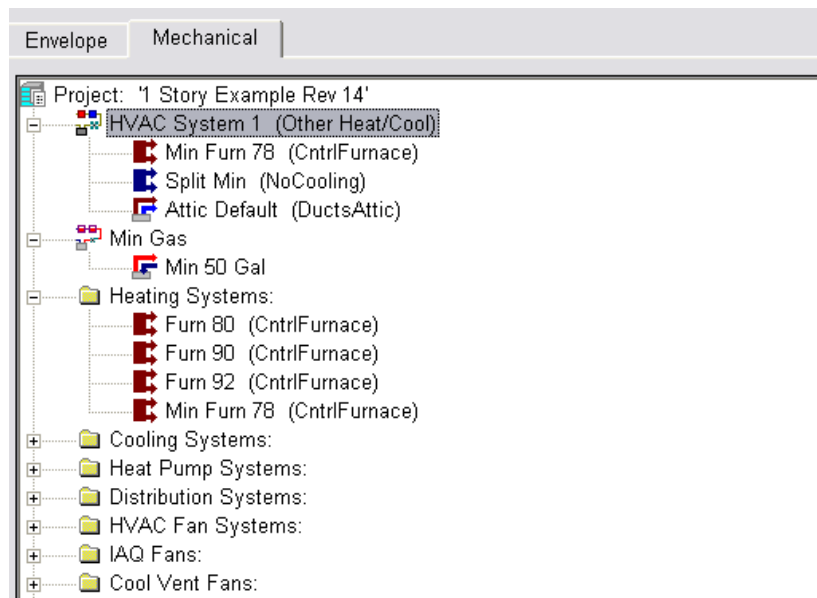 Envelope Mechanical
Project: '1 Story Example Rev 14'
HVAC System 1 (Other Heat/Cool)
Min Furn 78 (CntrlFurnace)
Split Min (NoCooling)
Attic Default (DuctsAttic)
Min Gas
Min 50 Gal
Heating Systems:
Furn 80 (CntrlFurnace)
Furn 90 (CntrlFurnace)
Furn 92 (CntrlFurnace)
Min Furn 78 (CntrlFurnace)
Cooling Systems:
Heat Pump Systems:
Distribution Systems:
HVAC Fan Systems:
IAQ Fans:
Cool Vent Fans: